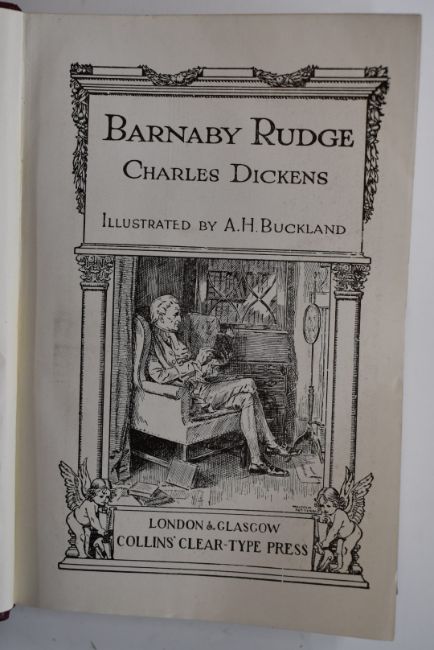 BARNABY RUDGE
CHARLES DICKENS
ILLUSTRATED BY A.H. BUCKLAND
LONDON & GLASGOW
COLLINS' CLEAR-TYPE PRESS